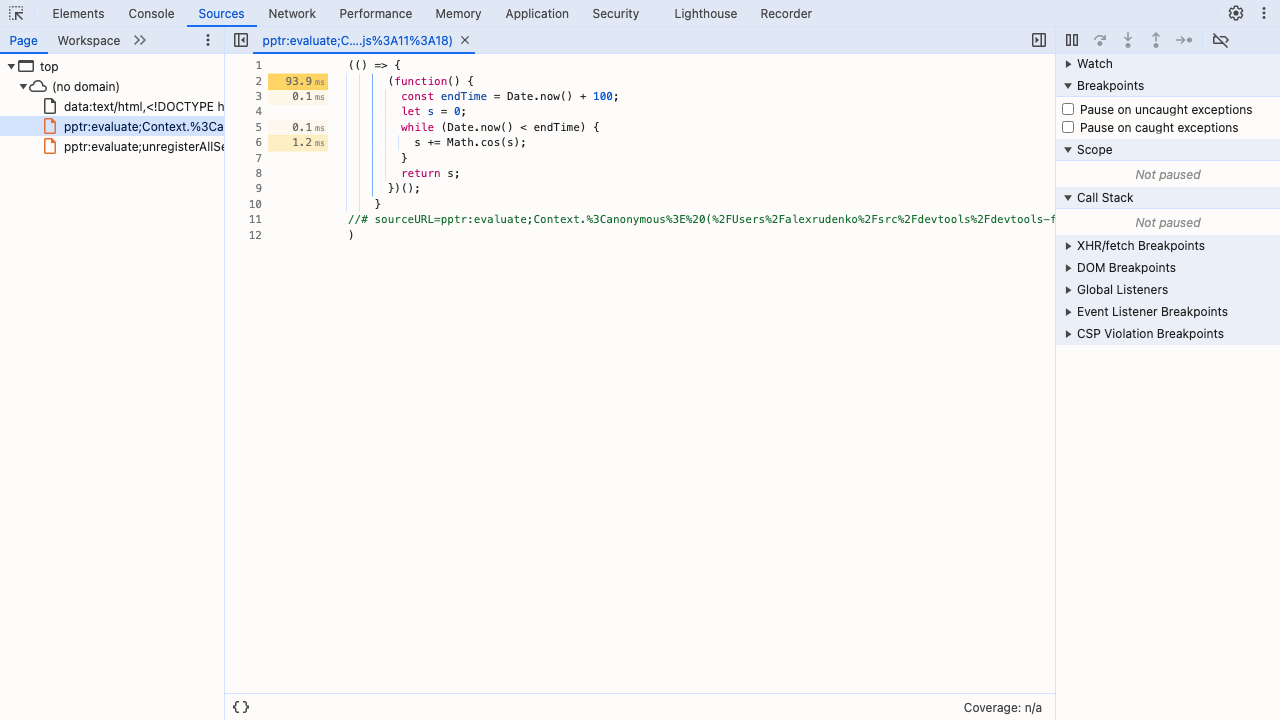 Elements Console Sources Network Performance Memory Application Security Lighthouse Recorder
Page Workspace
pptr:evaluate;C....js%3A11%3A18)
top
(no domain)
data:text/html,<!DOCTYPE h
pptr:evaluate;Context.%3Ca
pptr:evaluate;unregisterAllSe
1 (() => {
2 93.9 ms (function() {
3 0.1 ms const endTime = Date.now() + 100;
4 let s = 0;
5 0.1 ms while (Date.now() < endTime) {
6 1.2 ms s += Math.cos(s);
7 }
8 return s;
9 })();
10 }
11 //# sourceURL=pptr:evaluate;Context.%3Canonymous%3E%20(%2FUsers%2Falexrudenko%2Fsrc%2Fdevtools%2Fdevtools-f
12 )
{} Coverage: n/a
Watch
Breakpoints
Pause on uncaught exceptions
Pause on caught exceptions
Scope
Not paused
Call Stack
Not paused
XHR/fetch Breakpoints
DOM Breakpoints
Global Listeners
Event Listener Breakpoints
CSP Violation Breakpoints